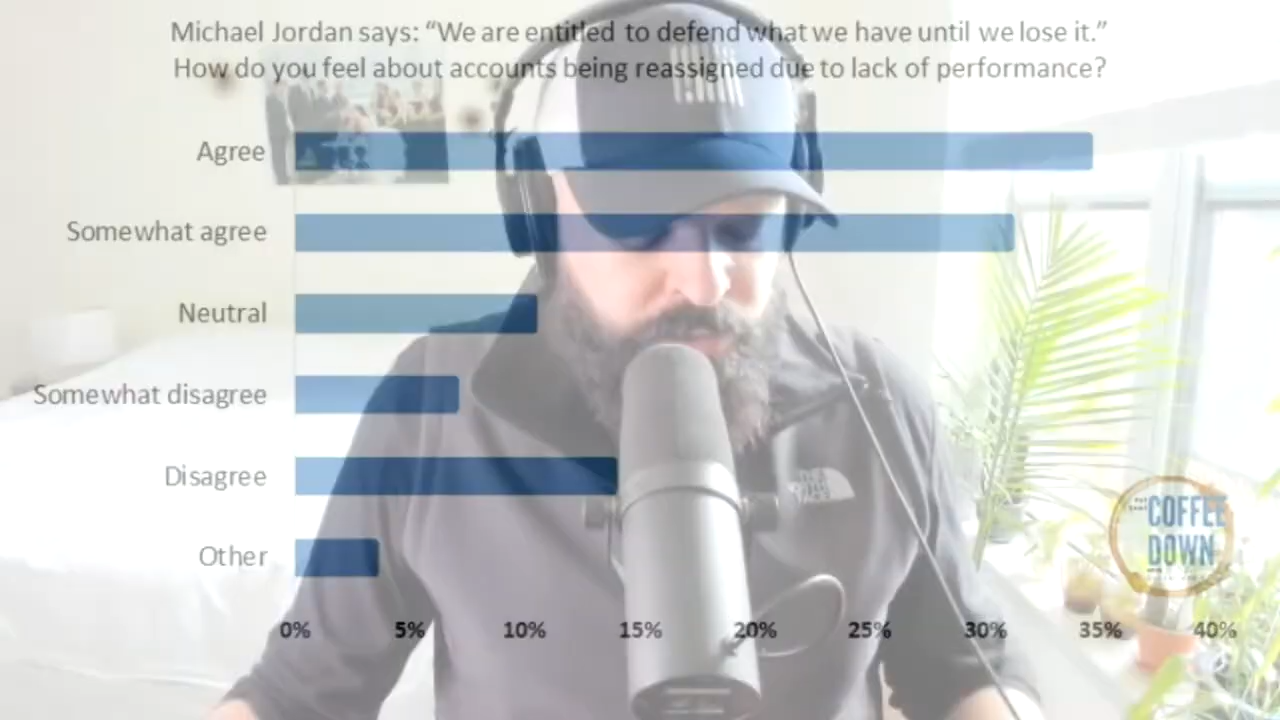 Michael Jordan says: “We are entitled to defend what we have until we lose it.”
How do you feel about accounts being reassigned due to lack of performance?
Agree
Somewhat agree
Neutral
Somewhat disagree
Disagree
Other
0% 5% 10% 15% 20% 25% 30% 35% 40%
COFFEE
DOWN